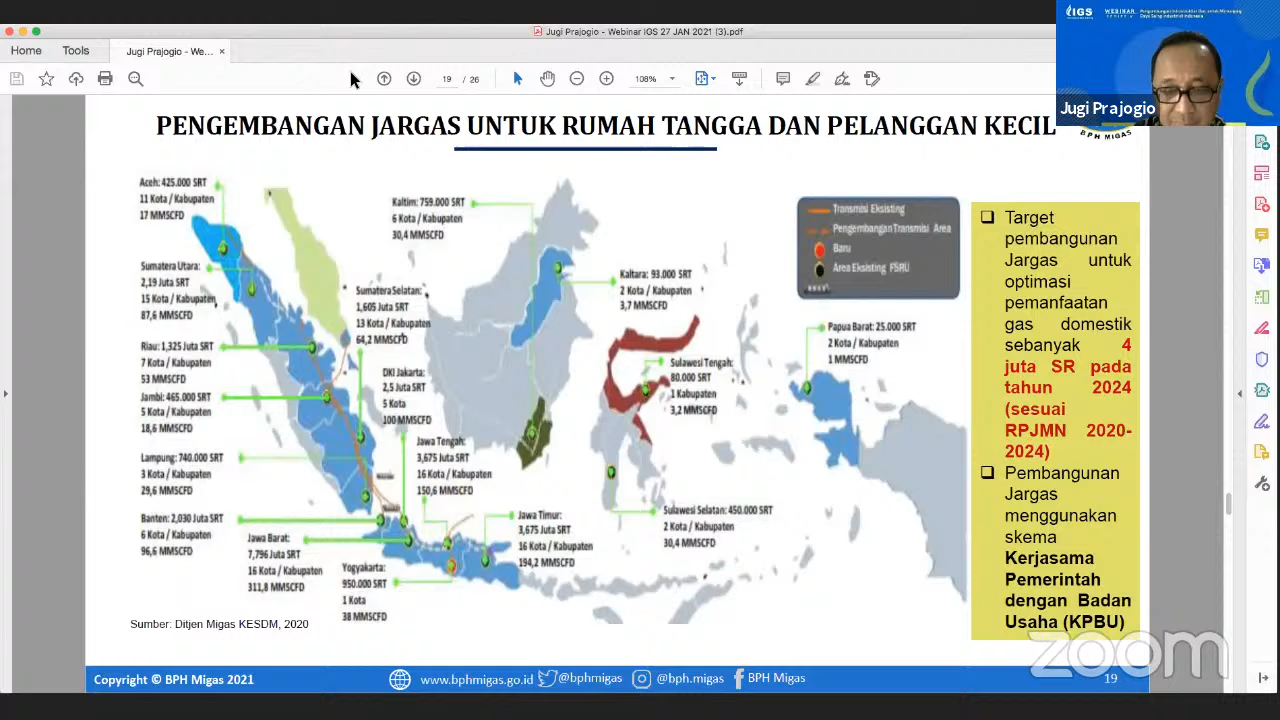 Jugi Prajogio - Webinar IGS 27 JAN 2021 (3).pdf
Home
Tools
Jugi Prajogio - We... ×
19 / 26
108%
IGS
WEBINAR
Jugi Prajogio
BPH MIGAS
PENGEMBANGAN JARGAS UNTUK RUMAH TANGGA DAN PELANGGAN KECIL
Aceh: 425.000 SRT
11 Kota / Kabupaten
17 MMSCFD
Sumatera Utara:
2,19 Juta SRT
15 Kota / Kabupaten
87,6 MMSCFD
Riau: 1,325 Juta SRT
7 Kota / Kabupaten
53 MMSCFD
Jambi: 465.000 SRT
5 Kota / Kabupaten
18,6 MMSCFD
Lampung: 740.000 SRT
3 Kota / Kabupaten
29,6 MMSCFD
Banten: 2,030 Juta SRT
6 Kota / Kabupaten
96,6 MMSCFD
Jawa Barat:
7,796 Juta SRT
16 Kota / Kabupaten
311,8 MMSCFD
Yogyakarta:
950.000 SRT
1 Kota
38 MMSCFD
Sumatera Selatan:
1,605 Juta SRT
13 Kota / Kabupaten
64,2 MMSCFD
DKI Jakarta:
2,5 Juta SRT
5 Kota
100 MMSCFD
Jawa Tengah:
3,675 Juta SRT
16 Kota / Kabupaten
150,6 MMSCFD
Jawa Timur:
3,675 Juta SRT
16 Kota / Kabupaten
194,2 MMSCFD
Kaltim: 759.000 SRT
6 Kota / Kabupaten
30,4 MMSCFD
Kaltara: 93.000 SRT
2 Kota / Kabupaten
3,7 MMSCFD
Sulawesi Tengah:
80.000 SRT
1 Kabupaten
3,2 MMSCFD
Sulawesi Selatan: 450.000 SRT
2 Kota / Kabupaten
30,4 MMSCFD
Papua Barat: 25.000 SRT
2 Kota / Kabupaten
1 MMSCFD
Transmisi Eksisting
Pengembangan Transmisi Area
Baru
Area Eksisting FSRU
Target
pembangunan
Jargas untuk
optimasi
pemanfaatan
gas domestik
sebanyak 4
juta SR pada
tahun 2024
(sesuai
RPJMN 2020-
2024)
Pembangunan
Jargas
menggunakan
skema
Kerjasama
Pemerintah
dengan Badan
Usaha (KPBU)
Sumber: Ditjen Migas KESDM, 2020
zoom
Copyright © BPH Migas 2021
www.bphmigas.go.id
@bphmigas
@bph.migas
BPH Migas
19